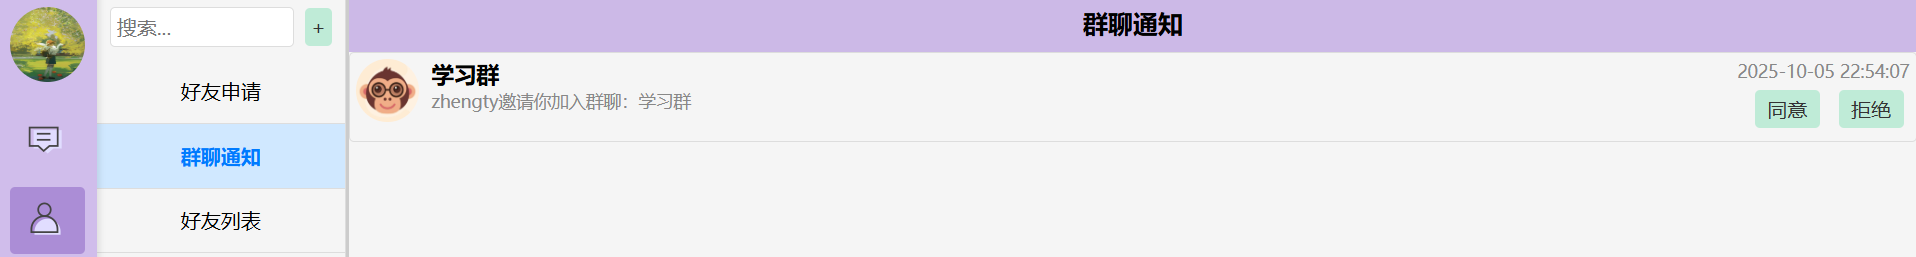 搜索...
+
好友申请
群聊通知
好友列表
群聊通知
学习群
zhengty邀请你加入群聊：学习群
2025-10-05 22:54:07
同意
拒绝